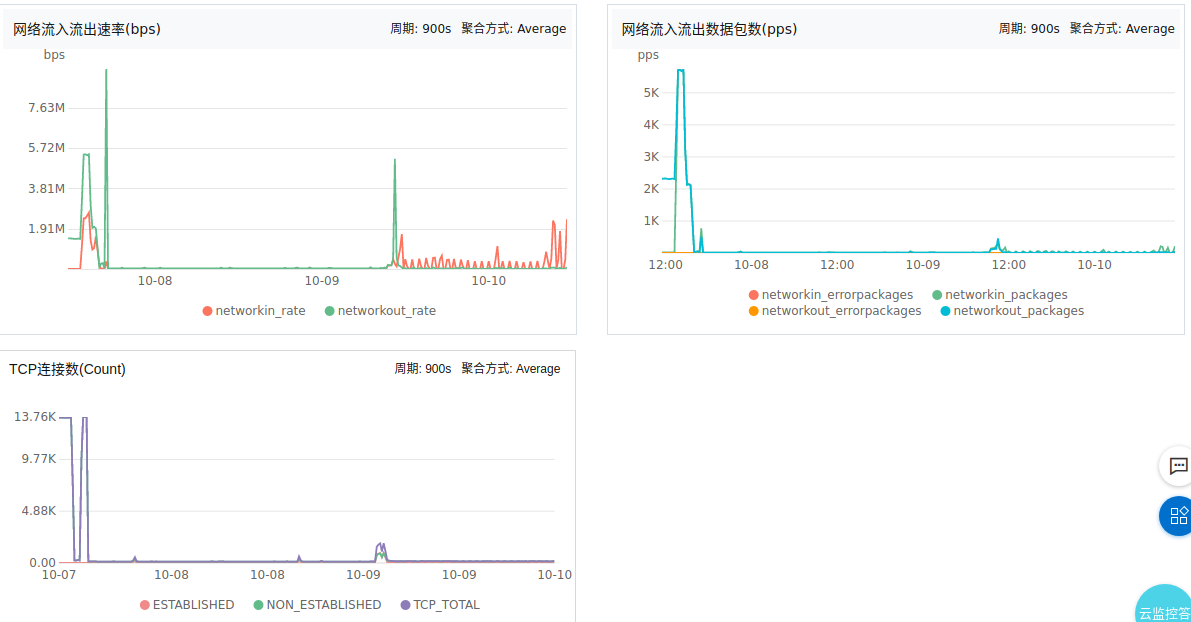 网络流入流出速率(bps)
周期: 900s 聚合方式: Average
bps
7.63M
5.72M
3.81M
1.91M
10-08
10-09
10-10
networkin_rate
networkout_rate
网络流入流出数据包数(pps)
周期: 900s 聚合方式: Average
pps
5K
4K
3K
2K
1K
12:00
10-08
12:00
10-09
12:00
10-10
networkin_errorpackages
networkin_packages
networkout_errorpackages
networkout_packages
TCP连接数(Count)
周期: 900s 聚合方式: Average
13.76K
9.77K
4.88K
0.00
10-07
10-08
10-08
10-09
10-09
10-10
ESTABLISHED
NON_ESTABLISHED
TCP_TOTAL
云监控答